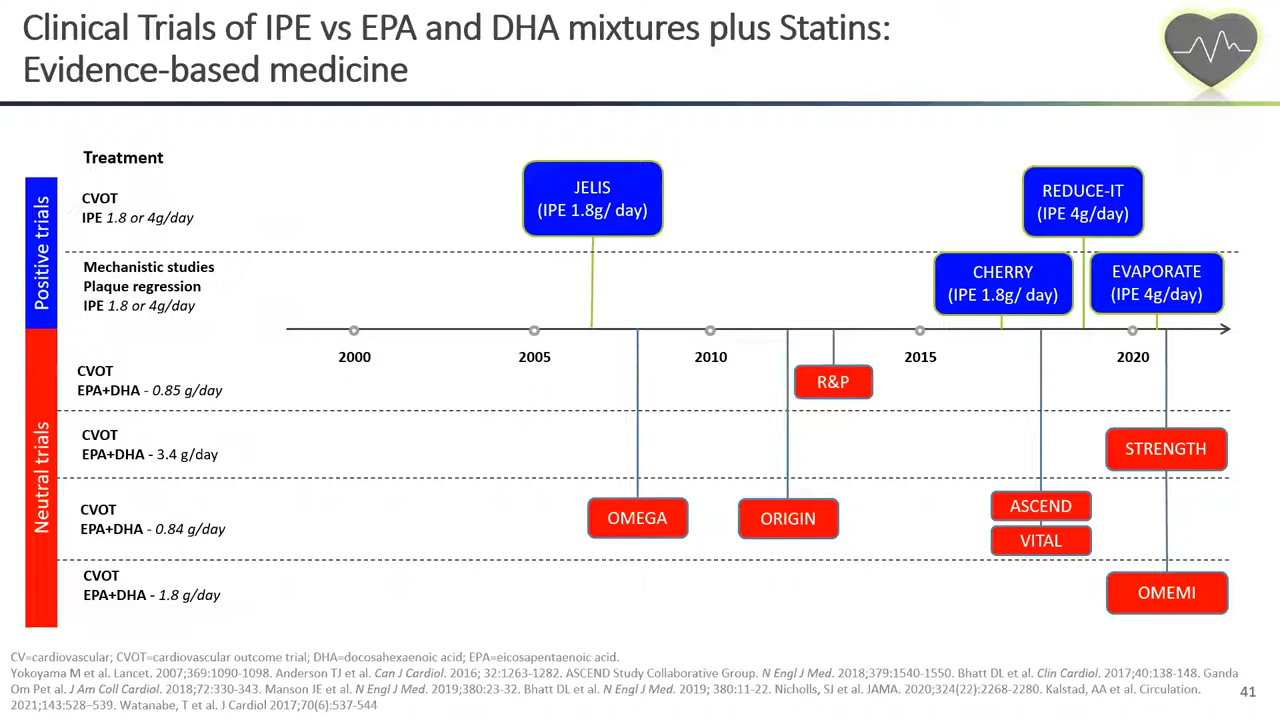 Clinical Trials of IPE vs EPA and DHA mixtures plus Statins:
Evidence-based medicine
Treatment
Positive trials
CVOT
IPE 1.8 or 4g/day
JELIS
(IPE 1.8g/ day)
REDUCE-IT
(IPE 4g/day)
Mechanistic studies
Plaque regression
IPE 1.8 or 4g/day
CHERRY
(IPE 1.8g/ day)
EVAPORATE
(IPE 4g/day)
2000
2005
2010
2015
2020
Neutral trials
CVOT
EPA+DHA - 0.85 g/day
R&P
CVOT
EPA+DHA - 3.4 g/day
STRENGTH
CVOT
EPA+DHA - 0.84 g/day
OMEGA
ORIGIN
ASCEND
VITAL
CVOT
EPA+DHA - 1.8 g/day
OMEMI
CV=cardiovascular; CVOT=cardiovascular outcome trial; DHA=docosahexaenoic acid; EPA=eicosapentaenoic acid.
Yokoyama M et al. Lancet. 2007;369:1090-1098. Anderson TJ et al. Can J Cardiol. 2016; 32:1263-1282. ASCEND Study Collaborative Group. N Engl J Med. 2018;379:1540-1550. Bhatt DL et al. Clin Cardiol. 2017;40:138-148. Ganda
Om Pet al. J Am Coll Cardiol. 2018;72:330-343. Manson JE et al. N Engl J Med. 2019;380:23-32. Bhatt DL et al. N Engl J Med. 2019; 380:11-22. Nicholls, SJ et al. JAMA. 2020;324(22):2268-2280. Kalstad, AA et al. Circulation.
2021;143:528–539. Watanabe, T et al. J Cardiol 2017;70(6):537-544
41